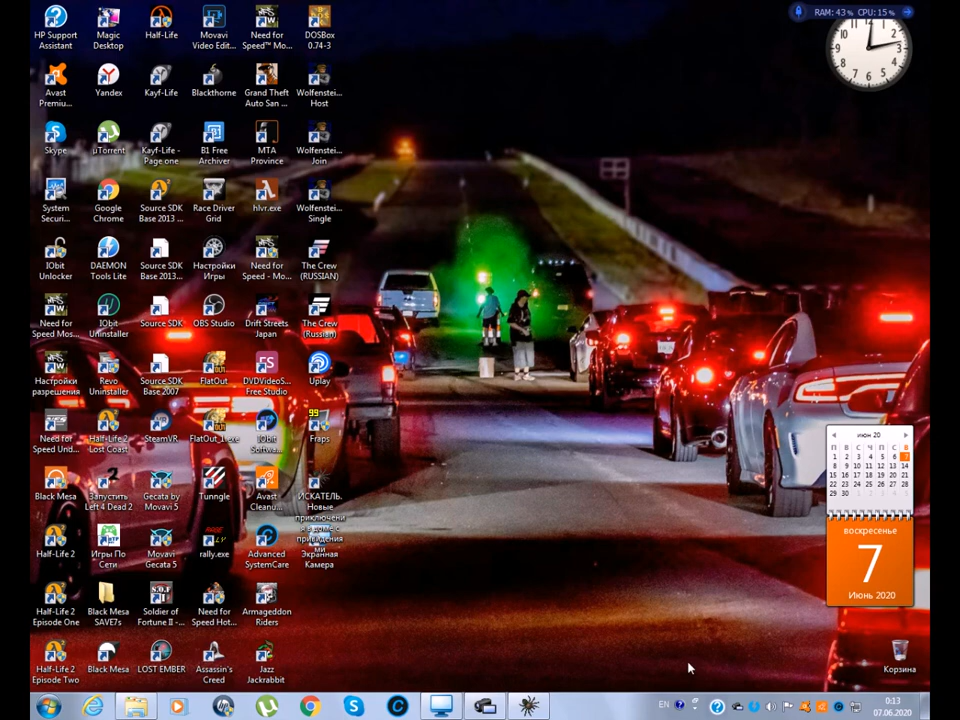 RAM: 43% CPU: 15%
HP Support
Assistant
Magic
Desktop
Half-Life
Movavi
Video Edit...
Need for
Speed™ Mo...
DOSBox
0.74-3
Avast
Premiu...
Yandex
Kayf-Life
Blackthorne
Grand Theft
Auto San ...
Wolfenstei...
Host
Skype
µTorrent
Kayf-Life -
Page one
B1 Free
Archiver
MTA
Province
Wolfenstei...
Join
System
Securi...
Google
Chrome
Source SDK
Base 2013 ...
Race Driver
Grid
hlvr.exe
Wolfenstei...
Single
IObit
Unlocker
DAEMON
Tools Lite
Source SDK
Base 2013...
Настройки
Игры
Need for
Speed - Mo...
The Crew
(RUSSIAN)
Need for
Speed Mos...
IObit
Uninstaller
Source SDK
OBS Studio
Drift Streets
Japan
The Crew
(Russian)
Настройки
разрешения
Revo
Uninstaller
Source SDK
Base 2007
FlatOut
DVDVideoS...
Free Studio
Uplay
Need for
Speed Und...
Half-Life 2
Lost Coast
SteamVR
FlatOut_1.exe
IObit
Softwa...
99
Fraps
Black Mesa
Запустить
Left 4 Dead 2
Gecata by
Movavi 5
Tunngle
Avast
Cleanu...
ИСКАТЕЛЬ.
Новые
приключени
я в доме с
привидения
ми
Half-Life 2
Игры По
Сети
Movavi
Gecata 5
rally.exe
Advanced
SystemCare
Экранная
Камера
Half-Life 2
Episode One
Black Mesa
SAVE7s
Soldier of
Fortune II - ...
Need for
Speed Hot...
Armageddon
Riders
Half-Life 2
Episode Two
Black Mesa
LOST EMBER
Assassin's
Creed
Jazz
Jackrabbit
июн 20
П В С Ч П С В
1 2 3 4 5 6 7
8 9 10 11 12 13 14
15 16 17 18 19 20 21
22 23 24 25 26 27 28
29 30 1 2 3 4 5
воскресенье
7
Июнь 2020
Корзина
EN
0:13
07.06.2020